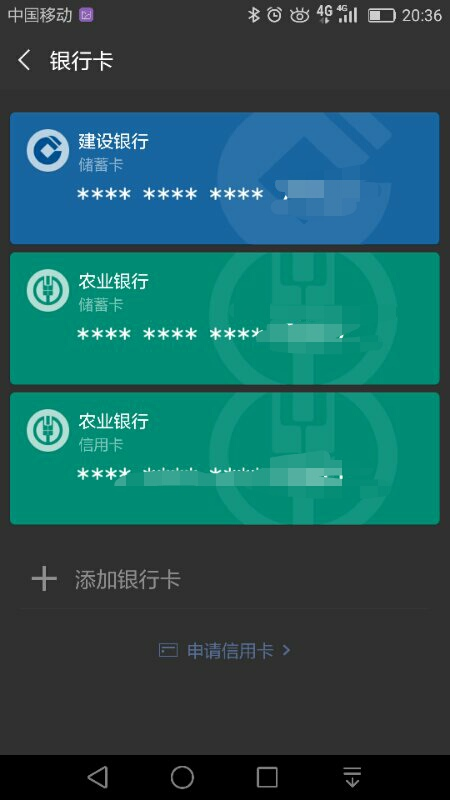 中国移动 4G 4G 20:36
银行卡
建设银行
储蓄卡
**** **** ****
农业银行
储蓄卡
**** **** ****
农业银行
信用卡
**** **** ****
添加银行卡
申请信用卡